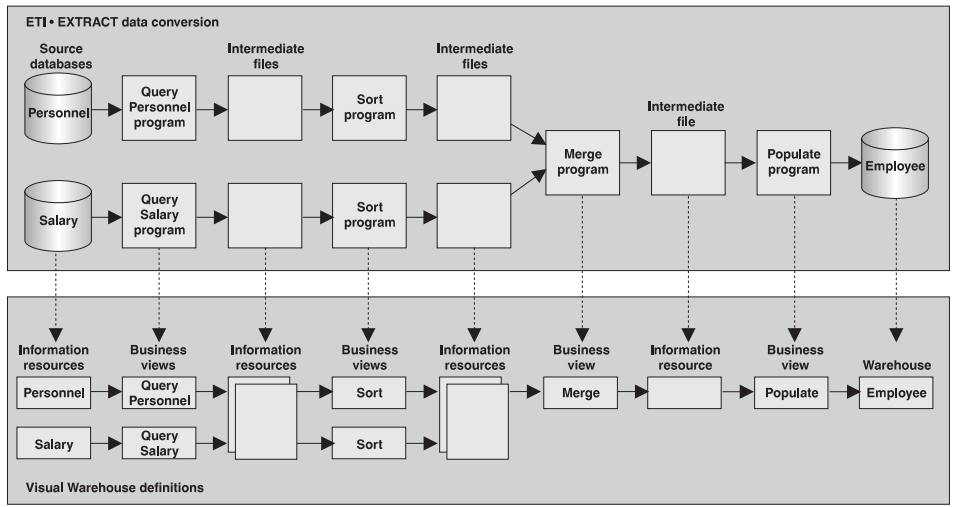 ETI • EXTRACT data conversion
Source
databases
Intermediate
files
Intermediate
files
Personnel
Query
Personnel
program
Sort
program
Intermediate
file
Merge
program
Populate
program
Employee
Salary
Query
Salary
program
Sort
program
Information
resources
Business
views
Information
resources
Business
views
Information
resources
Business
view
Information
resource
Business
view
Warehouse
Personnel
Query
Personnel
Sort
Merge
Populate
Employee
Salary
Query
Salary
Sort
Visual Warehouse definitions